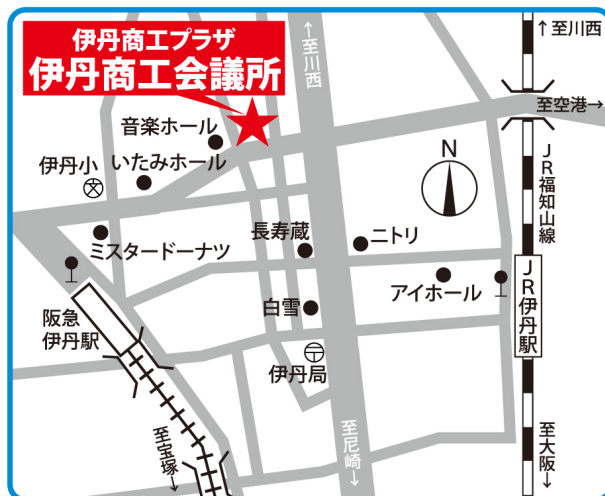 伊丹商工プラザ
伊丹商工会議所
↑至川西
↑至川西
至空港→
音楽ホール
伊丹小
文
いたみホール
N
JR福知山線
ミスタードーナツ
長寿蔵
ニトリ
アイホール
JR伊丹駅
阪急
伊丹駅
白雪
〒
伊丹局
至宝塚→
至尼崎→
至大阪→